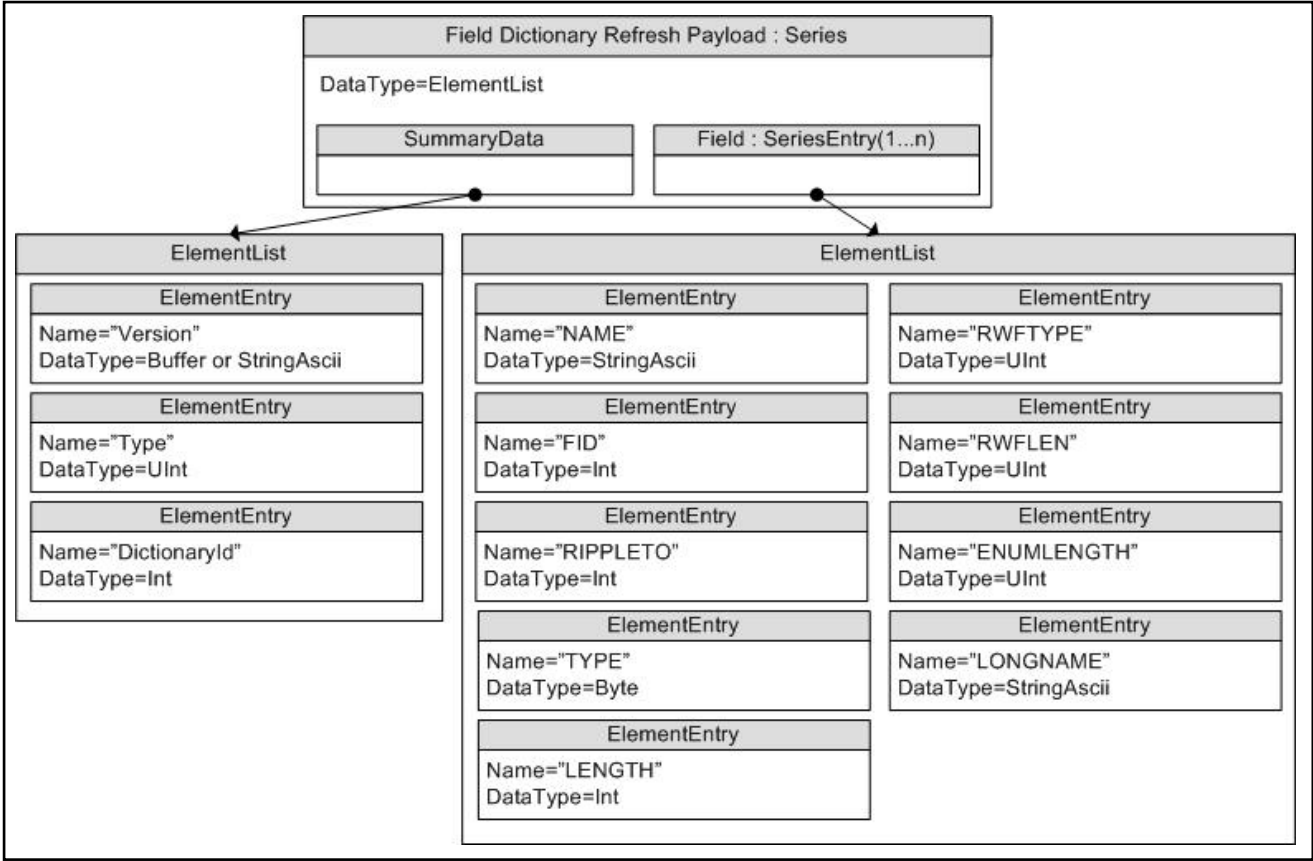 Field Dictionary Refresh Payload : Series
DataType=ElementList
SummaryData
Field : SeriesEntry(1...n)
ElementList
ElementEntry
Name=”Version”
DataType=Buffer or StringAscii
ElementEntry
Name=”Type”
DataType=UInt
ElementEntry
Name=”DictionaryId”
DataType=Int
ElementList
ElementEntry
Name=”NAME”
DataType=StringAscii
ElementEntry
Name=”FID”
DataType=Int
ElementEntry
Name=”RIPPLETO”
DataType=Int
ElementEntry
Name=”TYPE”
DataType=Byte
ElementEntry
Name=”LENGTH”
DataType=Int
ElementEntry
Name=”RWFTYPE”
DataType=UInt
ElementEntry
Name=”RWFLEN”
DataType=UInt
ElementEntry
Name=”ENUMLENGTH”
DataType=UInt
ElementEntry
Name=”LONGNAME”
DataType=StringAscii